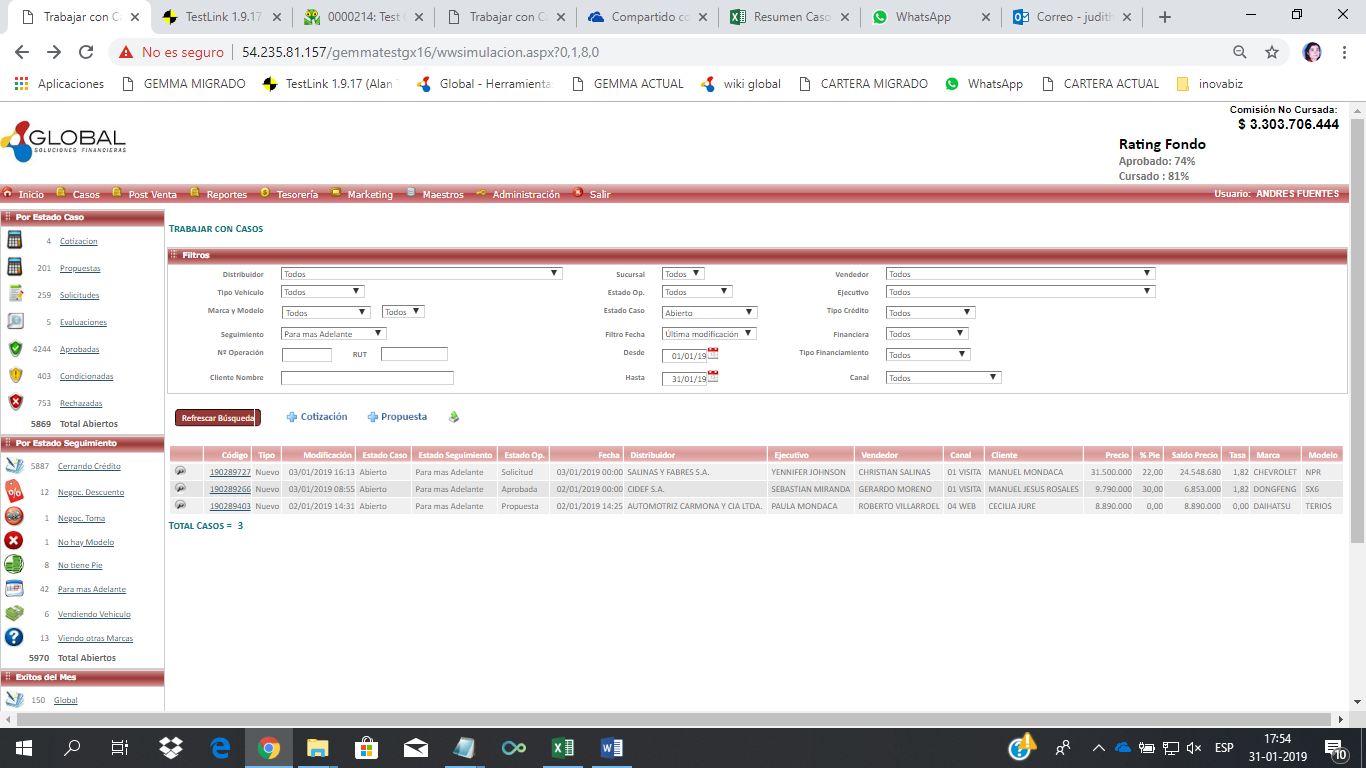 Trabajar con C
TestLink 1.9.17
0000214: Test
Trabajar con C
Compartido co
Resumen Caso
WhatsApp
Correo - judith
No es seguro | 54.235.81.157/gemmatestgx16/wwsimulacion.aspx?0,1,8,0
Aplicaciones GEMMA MIGRADO TestLink 1.9.17 (Alan Global - Herramienta GEMMA ACTUAL wiki global CARTERA MIGRADO WhatsApp CARTERA ACTUAL inovabiz
Comisión No Cursada:
$ 3.303.706.444
GLOBAL
SOLUCIONES FINANCIERAS
Rating Fondo
Aprobado: 74%
Cursado : 81%
Inicio Casos Post Venta Reportes Tesorería Marketing Maestros Administración Salir Usuario: ANDRES FUENTES
Por Estado Caso
4 Cotizacion
201 Propuestas
259 Solicitudes
5 Evaluaciones
4244 Aprobadas
403 Condicionadas
753 Rechazadas
5869 Total Abiertos
Por Estado Seguimiento
5887 Cerrando Crédito
12 Negoc. Descuento
1 Negoc. Toma
1 No hay Modelo
8 No tiene Pie
42 Para mas Adelante
6 Vendiendo Vehículo
13 Viendo otras Marcas
5970 Total Abiertos
Exitos del Mes
150 Global
TRABAJAR CON CASOS
Filtros
Distribuidor Todos Sucursal Todos Vendedor Todos
Tipo Vehículo Todos Estado Op. Todos Ejecutivo Todos
Marca y Modelo Todos Todos Estado Caso Abierto Tipo Crédito Todos
Seguimiento Para mas Adelante Filtro Fecha Última modificación Financiera Todos
Nº Operación RUT Desde 01/01/19 Tipo Financiamiento Todos
Cliente Nombre Hasta 31/01/19 Canal Todos
Refrescar Búsqueda Cotización Propuesta
Código Tipo Modificación Estado Caso Estado Seguimiento Estado Op. Fecha Distribuidor Ejecutivo Vendedor Canal Cliente Precio % Pie Saldo Precio Tasa Marca Modelo
190289727 Nuevo 03/01/2019 16:13 Abierto Para mas Adelante Solicitud 03/01/2019 00:00 SALINAS Y FABRES S.A. YENNIFER JOHNSON CHRISTIAN SALINAS 01 VISITA MANUEL MONDACA 31.500.000 22,00 24.548.680 1,82 CHEVROLET NPR
190289266 Nuevo 03/01/2019 08:55 Abierto Para mas Adelante Aprobada 02/01/2019 00:00 CIDEF S.A. SEBASTIAN MIRANDA GERARDO MORENO 01 VISITA MANUEL JESUS ROSALES 9.790.000 30,00 6.853.000 1,82 DONGFENG SX6
190289403 Nuevo 02/01/2019 14:31 Abierto Para mas Adelante Propuesta 02/01/2019 14:25 AUTOMOTRIZ CARMONA Y CIA LTDA. PAULA MONDACA ROBERTO VILLARROEL 04 WEB CECILIA JURE 8.890.000 0,00 8.890.000 0,00 DAIHATSU TERIOS
TOTAL CASOS = 3
ESP
17:54
31-01-2019
10